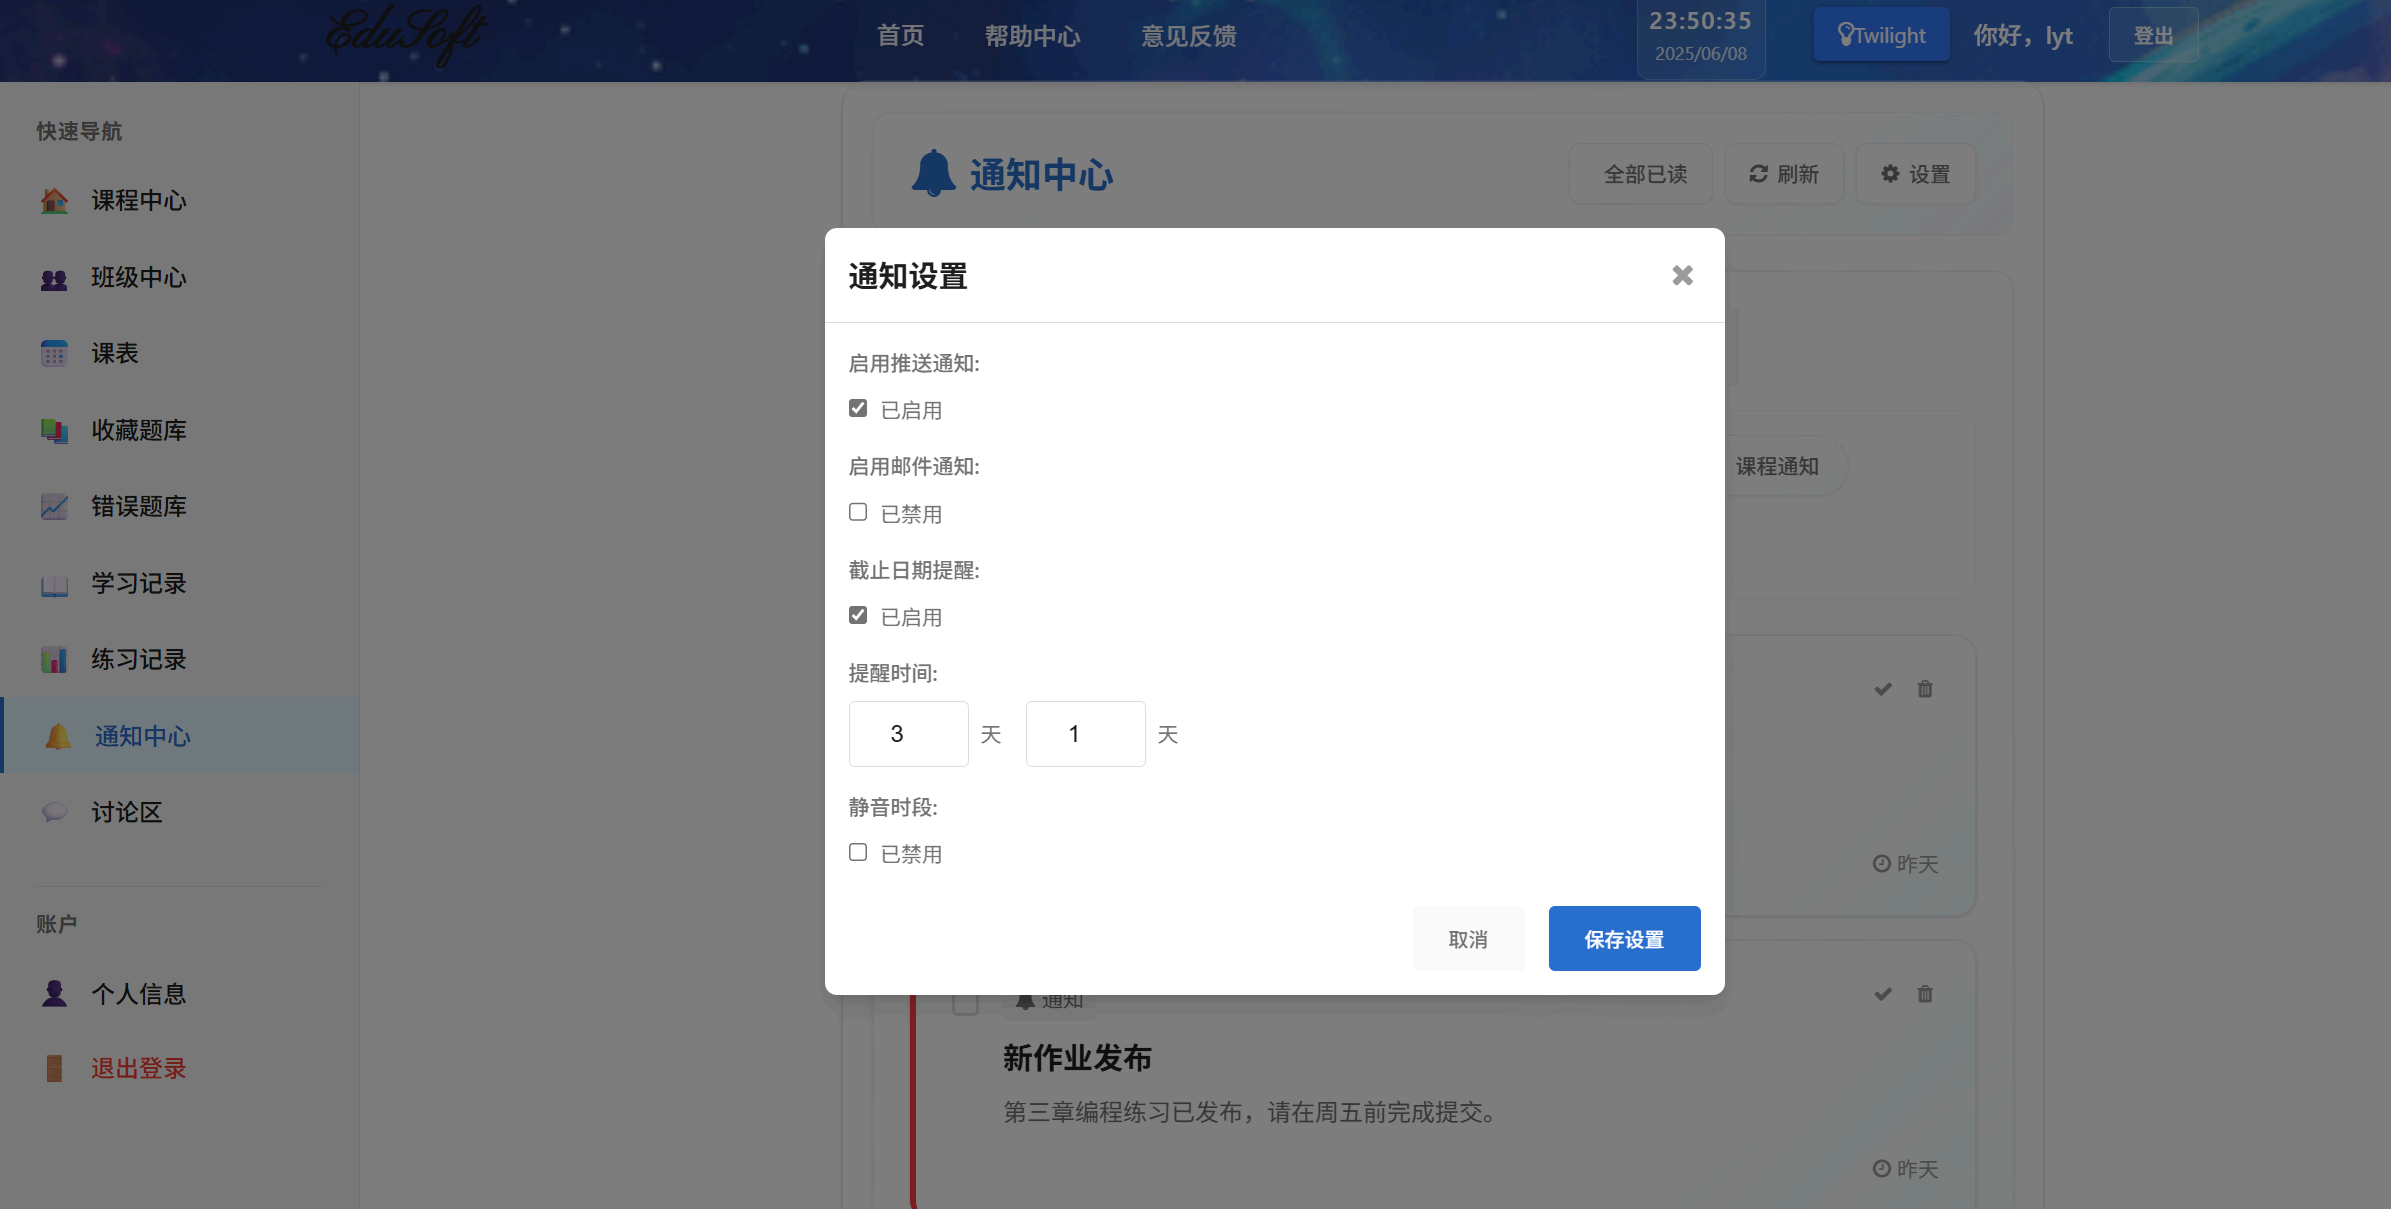 EduSoft
首页
帮助中心
意见反馈
23:50:35
2025/06/08
Twilight
你好，lyt
登出
快速导航
课程中心
班级中心
课表
收藏题库
错误题库
学习记录
练习记录
通知中心
讨论区
账户
个人信息
退出登录
通知中心
全部已读
刷新
设置
通知设置
启用推送通知:
已启用
启用邮件通知:
已禁用
截止日期提醒:
已启用
提醒时间:
3 天 1 天
静音时段:
已禁用
取消
保存设置
课程通知
昨天
通知
新作业发布
第三章编程练习已发布，请在周五前完成提交。
昨天